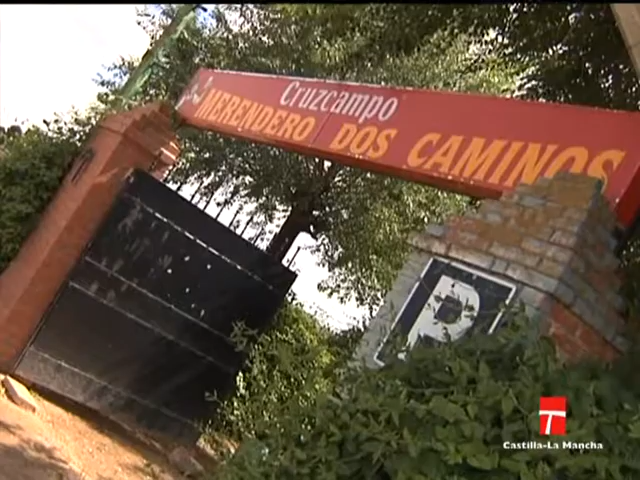 Cruzcampo
MERENDERO DOS CAMINOS
P
T
Castilla-La Mancha